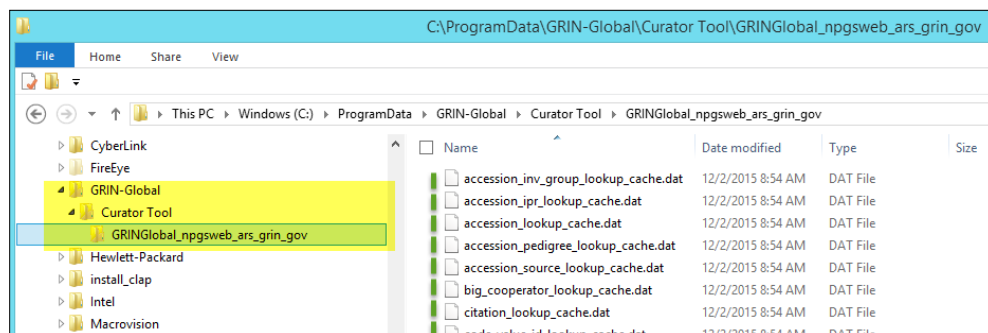 C:\ProgramData\GRIN-Global\Curator Tool\GRINGlobal_npgsweb_ars_grin_gov
File Home Share View
This PC Windows (C:) ProgramData GRIN-Global Curator Tool GRINGlobal_npgsweb_ars_grin_gov
Name Date modified Type Size
CyberLink
FireEye
GRIN-Global
Curator Tool
GRINGlobal_npgsweb_ars_grin_gov
Hewlett-Packard
install_clap
Intel
Macrovision
accession_inv_group_lookup_cache.dat 12/2/2015 8:54 AM DAT File
accession_ipr_lookup_cache.dat 12/2/2015 8:54 AM DAT File
accession_lookup_cache.dat 12/2/2015 8:54 AM DAT File
accession_pedigree_lookup_cache.dat 12/2/2015 8:54 AM DAT File
accession_source_lookup_cache.dat 12/2/2015 8:54 AM DAT File
big_cooperator_lookup_cache.dat 12/2/2015 8:54 AM DAT File
citation_lookup_cache.dat 12/2/2015 8:54 AM DAT File